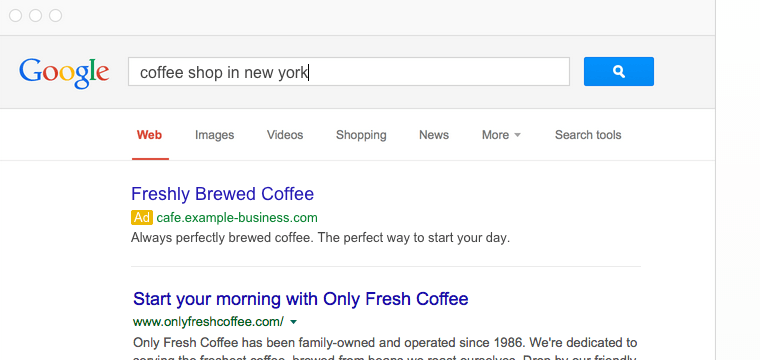 Google
coffee shop in new york
Web Images Videos Shopping News More Search tools
Freshly Brewed Coffee
Ad cafe.example-business.com
Always perfectly brewed coffee. The perfect way to start your day.
Start your morning with Only Fresh Coffee
www.onlyfreshcoffee.com/
Only Fresh Coffee has been family-owned and operated since 1986. We're dedicated to
serving the freshest coffee, brewed from beans we roast ourselves. Drop by our friendly